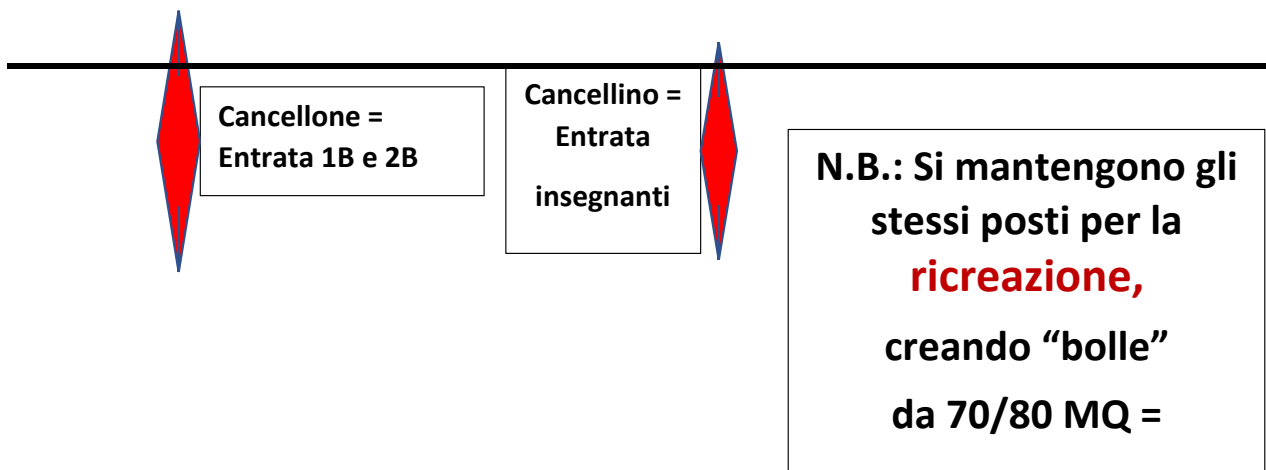 Cancellone =
Entrata 1B e 2B
Cancellino =
Entrata
insegnanti
N.B.: Si mantengono gli
stessi posti per la
ricreazione,
creando “bolle”
da 70/80 MQ =